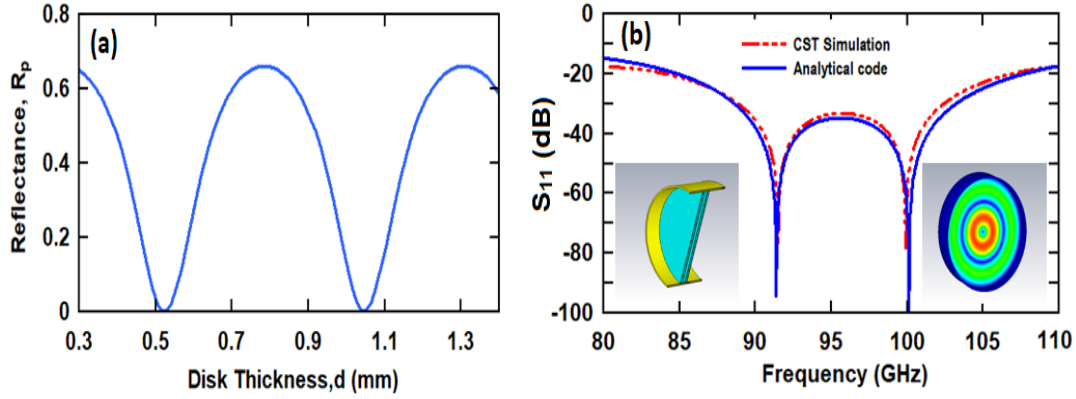 (a)
Reflectance, Rp
0.8
0.6
0.4
0.2
0
0.3 0.5 0.7 0.9 1.1 1.3
Disk Thickness,d (mm)
(b)
CST Simulation
Analytical code
S11 (dB)
0
-20
-40
-60
-80
-100
80 85 90 95 100 105 110
Frequency (GHz)